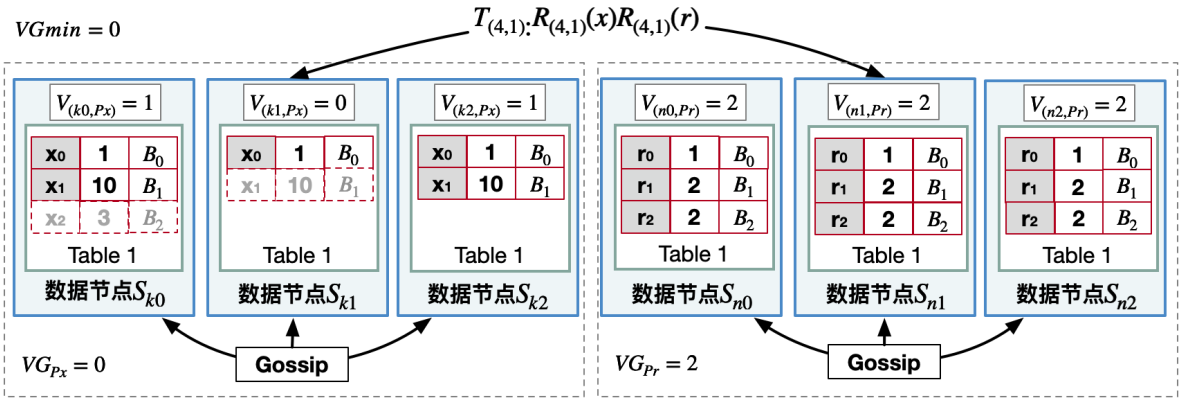 VGmin = 0
T(4,1):R(4,1)(x)R(4,1)(r)
V(k0,Px) = 1
x0 1 B0
x1 10 B1
x2 3 B2
Table 1
数据节点Sk0
V(k1,Px) = 0
x0 1 B0
x1 10 B1
Table 1
数据节点Sk1
V(k2,Px) = 1
x0 1 B0
x1 10 B1
Table 1
数据节点Sk2
VGPx = 0
Gossip
V(n0,Pr) = 2
r0 1 B0
r1 2 B1
r2 2 B2
Table 1
数据节点Sn0
V(n1,Pr) = 2
r0 1 B0
r1 2 B1
r2 2 B2
Table 1
数据节点Sn1
V(n2,Pr) = 2
r0 1 B0
r1 2 B1
r2 2 B2
Table 1
数据节点Sn2
VGPr = 2
Gossip